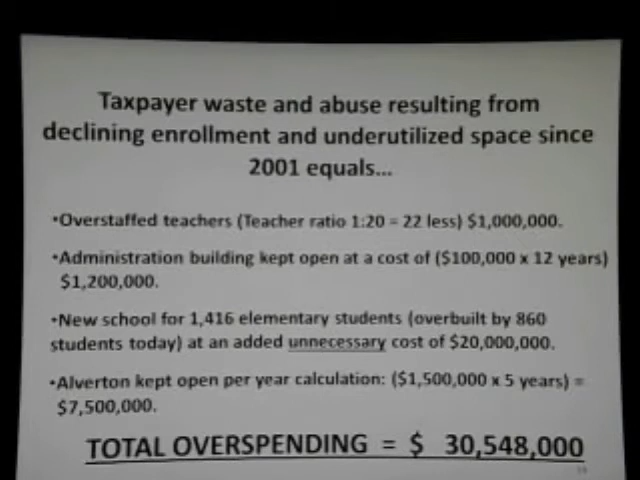 Taxpayer waste and abuse resulting from
declining enrollment and underutilized space since
2001 equals...
•Overstaffed teachers (Teacher ratio 1:20 = 22 less) $1,000,000.
•Administration building kept open at a cost of ($100,000 x 12 years)
$1,200,000.
•New school for 1,416 elementary students (overbuilt by 860
students today) at an added unnecessary cost of $20,000,000.
•Alverton kept open per year calculation: ($1,500,000 x 5 years) =
$7,500,000.
TOTAL OVERSPENDING = $ 30,548,000